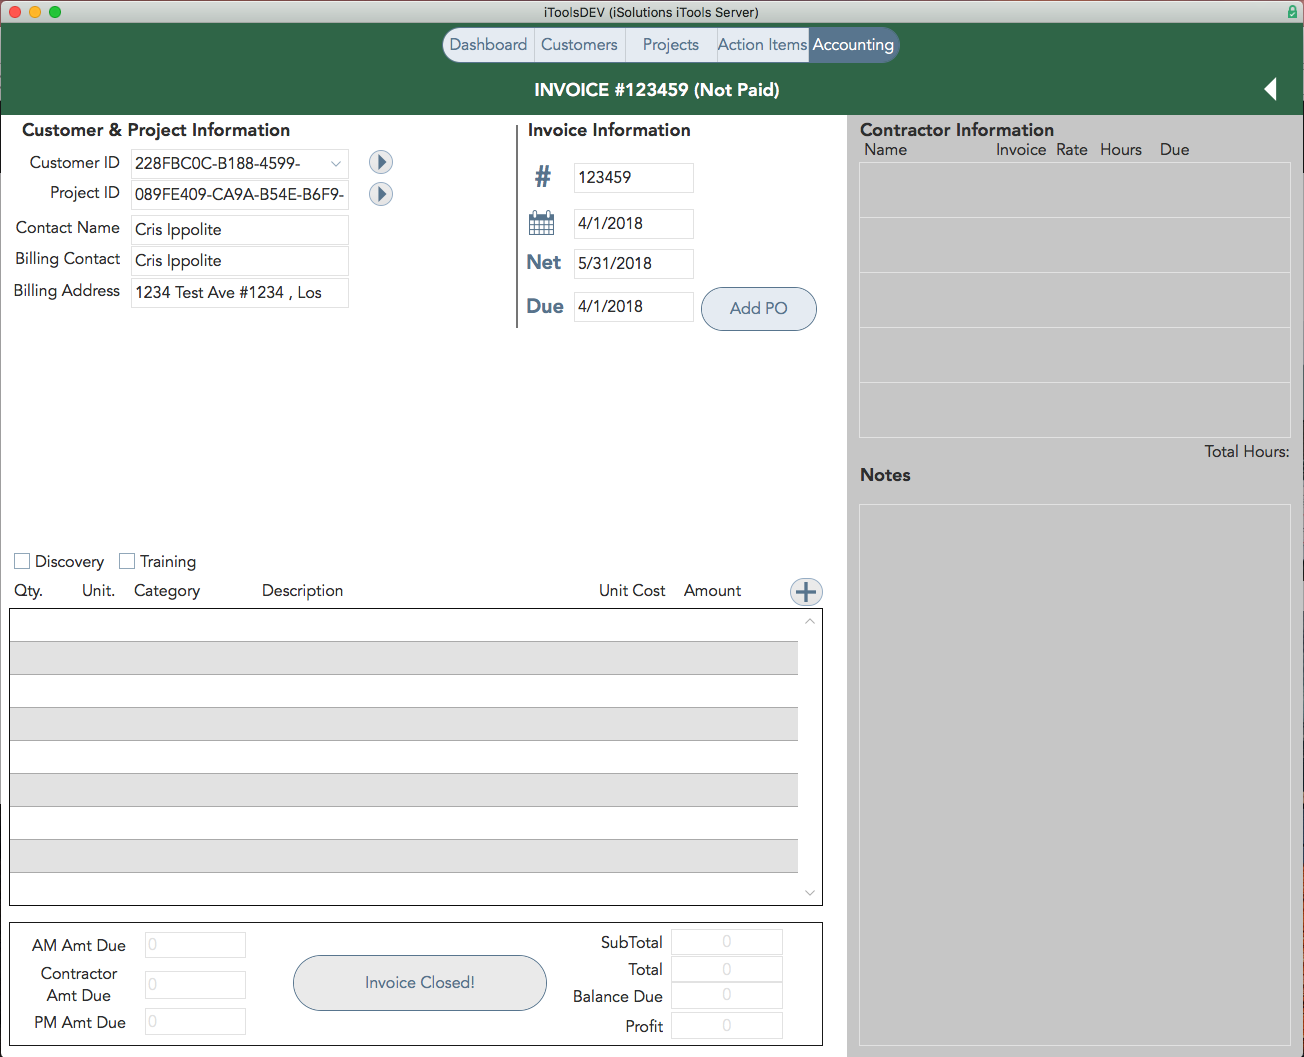 iToolsDEV (iSolutions iTools Server)
Dashboard Customers Projects Action Items Accounting
INVOICE #123459 (Not Paid)
Customer & Project Information
Customer ID 228FBC0C-B188-4599-
Project ID 089FE409-CA9A-B54E-B6F9-
Contact Name Cris Ippolite
Billing Contact Cris Ippolite
Billing Address 1234 Test Ave #1234 , Los
Invoice Information
# 123459
4/1/2018
Net 5/31/2018
Due 4/1/2018
Add PO
Contractor Information
Name Invoice Rate Hours Due
Total Hours:
Notes
Discovery Training
Qty. Unit. Category Description Unit Cost Amount
AM Amt Due 0
Contractor
Amt Due 0
PM Amt Due 0
Invoice Closed!
SubTotal 0
Total 0
Balance Due 0
Profit 0